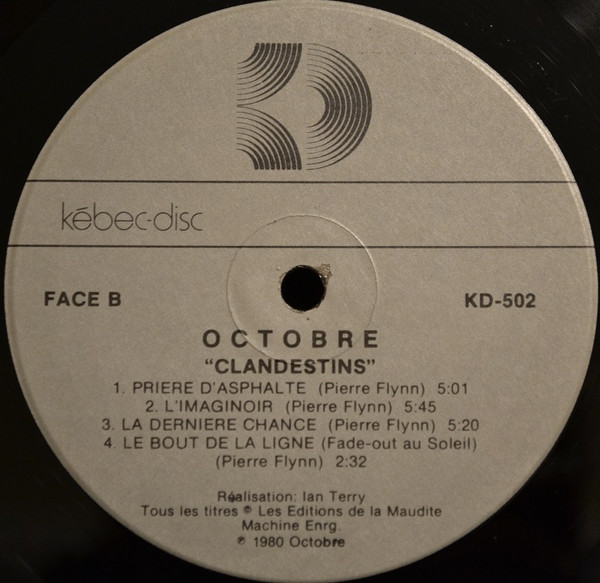 kébec-disc
FACE B KD-502
OCTOBRE
“CLANDESTINS”
1. PRIERE D'ASPHALTE (Pierre Flynn) 5:01
2. L'IMAGINOIR (Pierre Flynn) 5:45
3. LA DERNIERE CHANCE (Pierre Flynn) 5:20
4. LE BOUT DE LA LIGNE (Fade-out au Soleil)
(Pierre Flynn) 2:32
Réalisation: Ian Terry
Tous les titres © Les Editions de la Maudite
Machine Enrg.
℗ 1980 Octobre